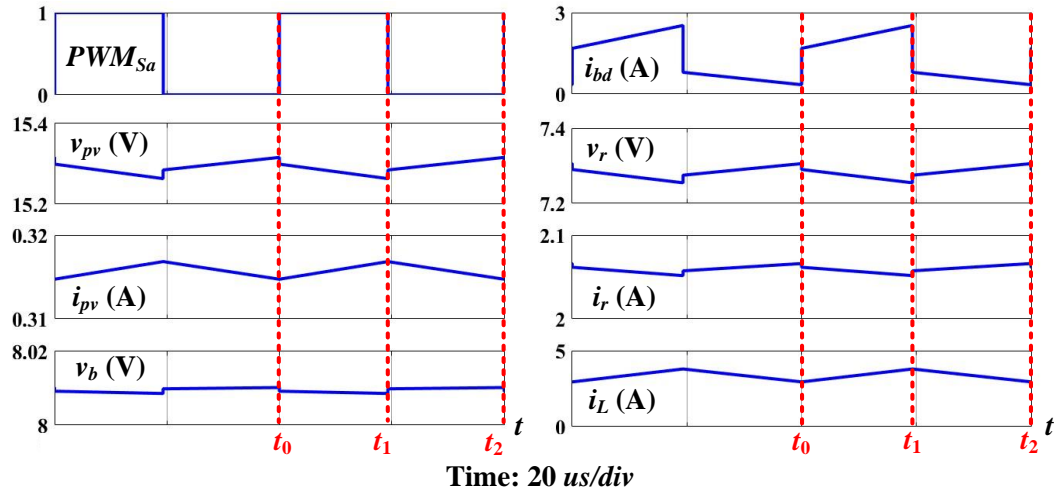 1
PWM_Sa
0
15.4
v_pv (V)
15.2
0.32
i_pv (A)
0.31
8.02
v_b (V)
8
t_0
t_1
t_2
t
3
i_bd (A)
0
7.4
v_r (V)
7.2
2.1
i_r (A)
2
5
i_L (A)
0
t_0
t_1
t_2
t
Time: 20 us/div